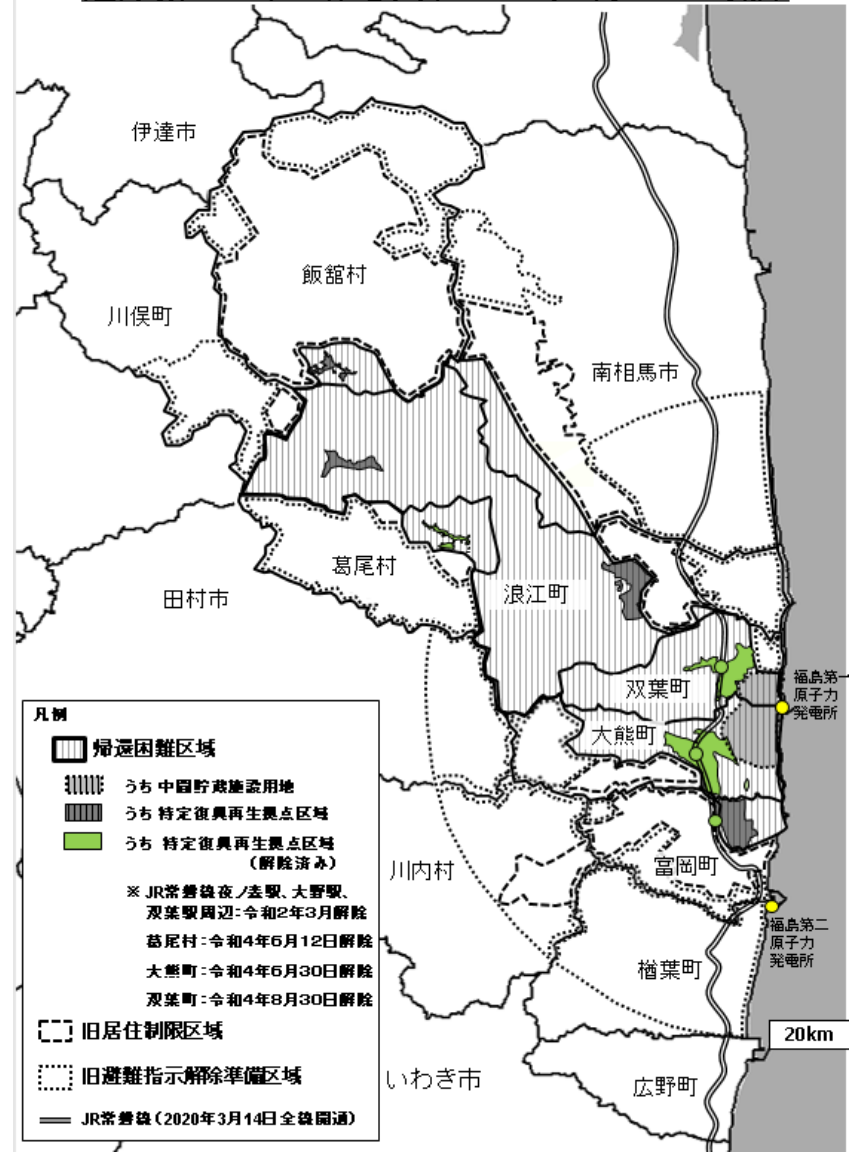 伊達市
飯舘村
川俣町
南相馬市
葛尾村
田村市
浪江町
双葉町
福島第一
原子力
発電所
大熊町
川内村
富岡町
福島第二
原子力
発電所
楢葉町
20km
いわき市
広野町
凡例
帰還困難区域
うち 中間貯蔵施設用地
うち 特定復興再生拠点区域
うち 特定復興再生拠点区域
(解除済み)
※ JR常磐線夜ノ森駅、大野駅、
双葉駅周辺:令和2年3月解除
葛尾村:令和4年6月12日解除
大熊町:令和4年6月30日解除
双葉町:令和4年8月30日解除
旧居住制限区域
旧避難指示解除準備区域
JR常磐線(2020年3月14日全線開通)